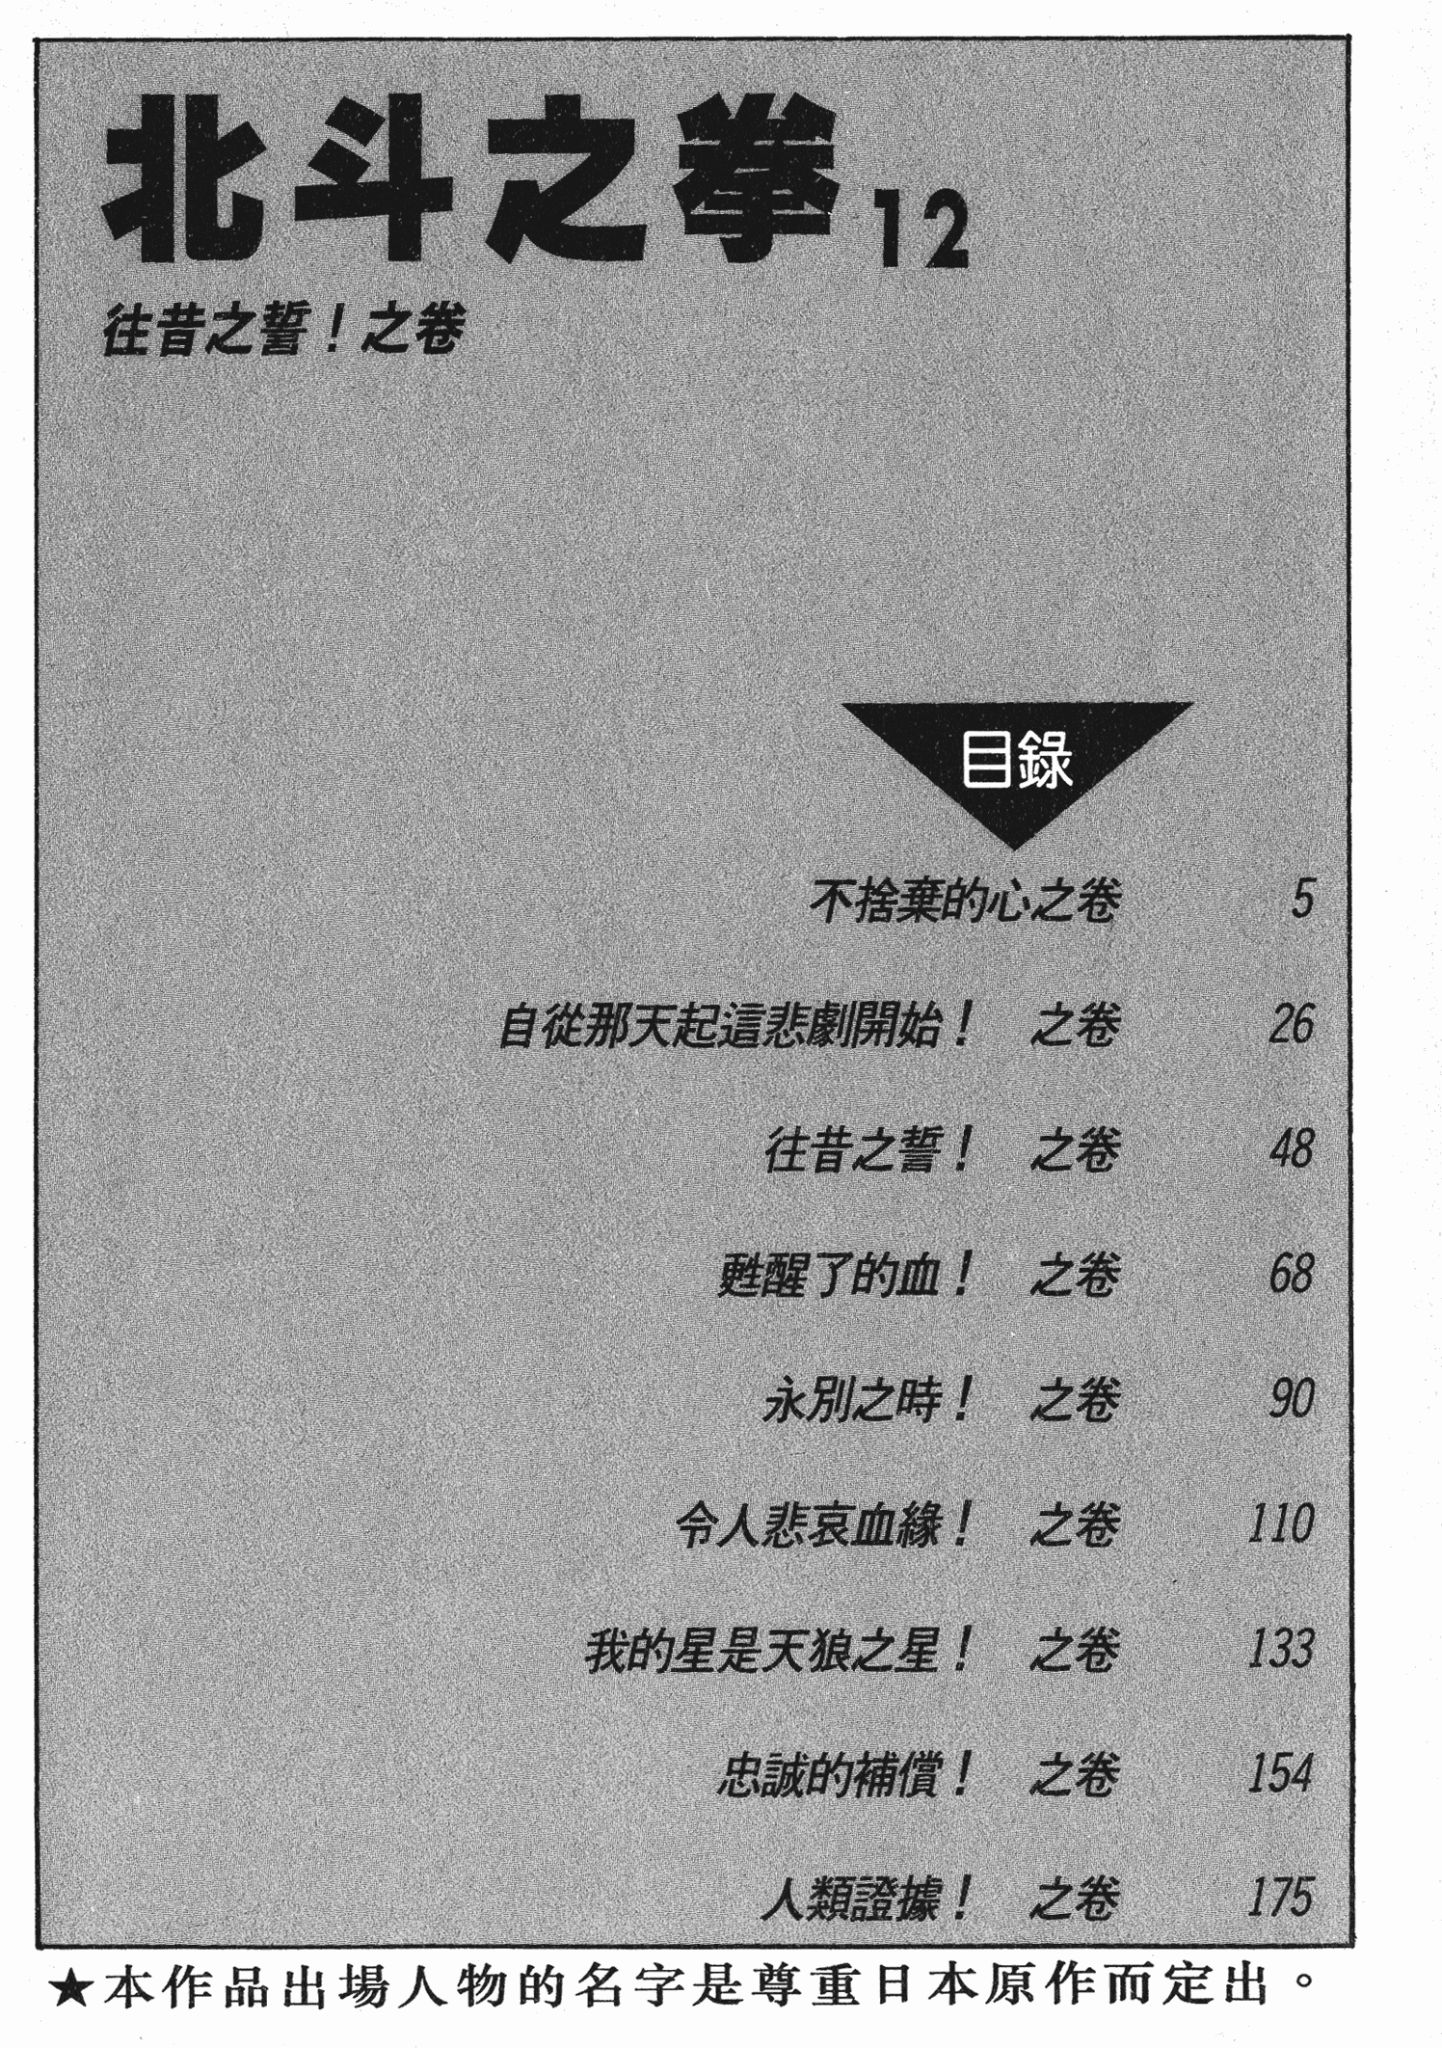 北斗之拳 12
往昔之誓！之卷
目錄
不捨棄的心之卷 5
自從那天起這悲劇開始！ 之卷 26
往昔之誓！ 之卷 48
甦醒了的血！ 之卷 68
永別之時！ 之卷 90
令人悲哀血緣！ 之卷 110
我的星是天狼之星！ 之卷 133
忠誠的補償！ 之卷 154
人類證據！ 之卷 175
★本作品出場人物的名字是尊重日本原作而定出。